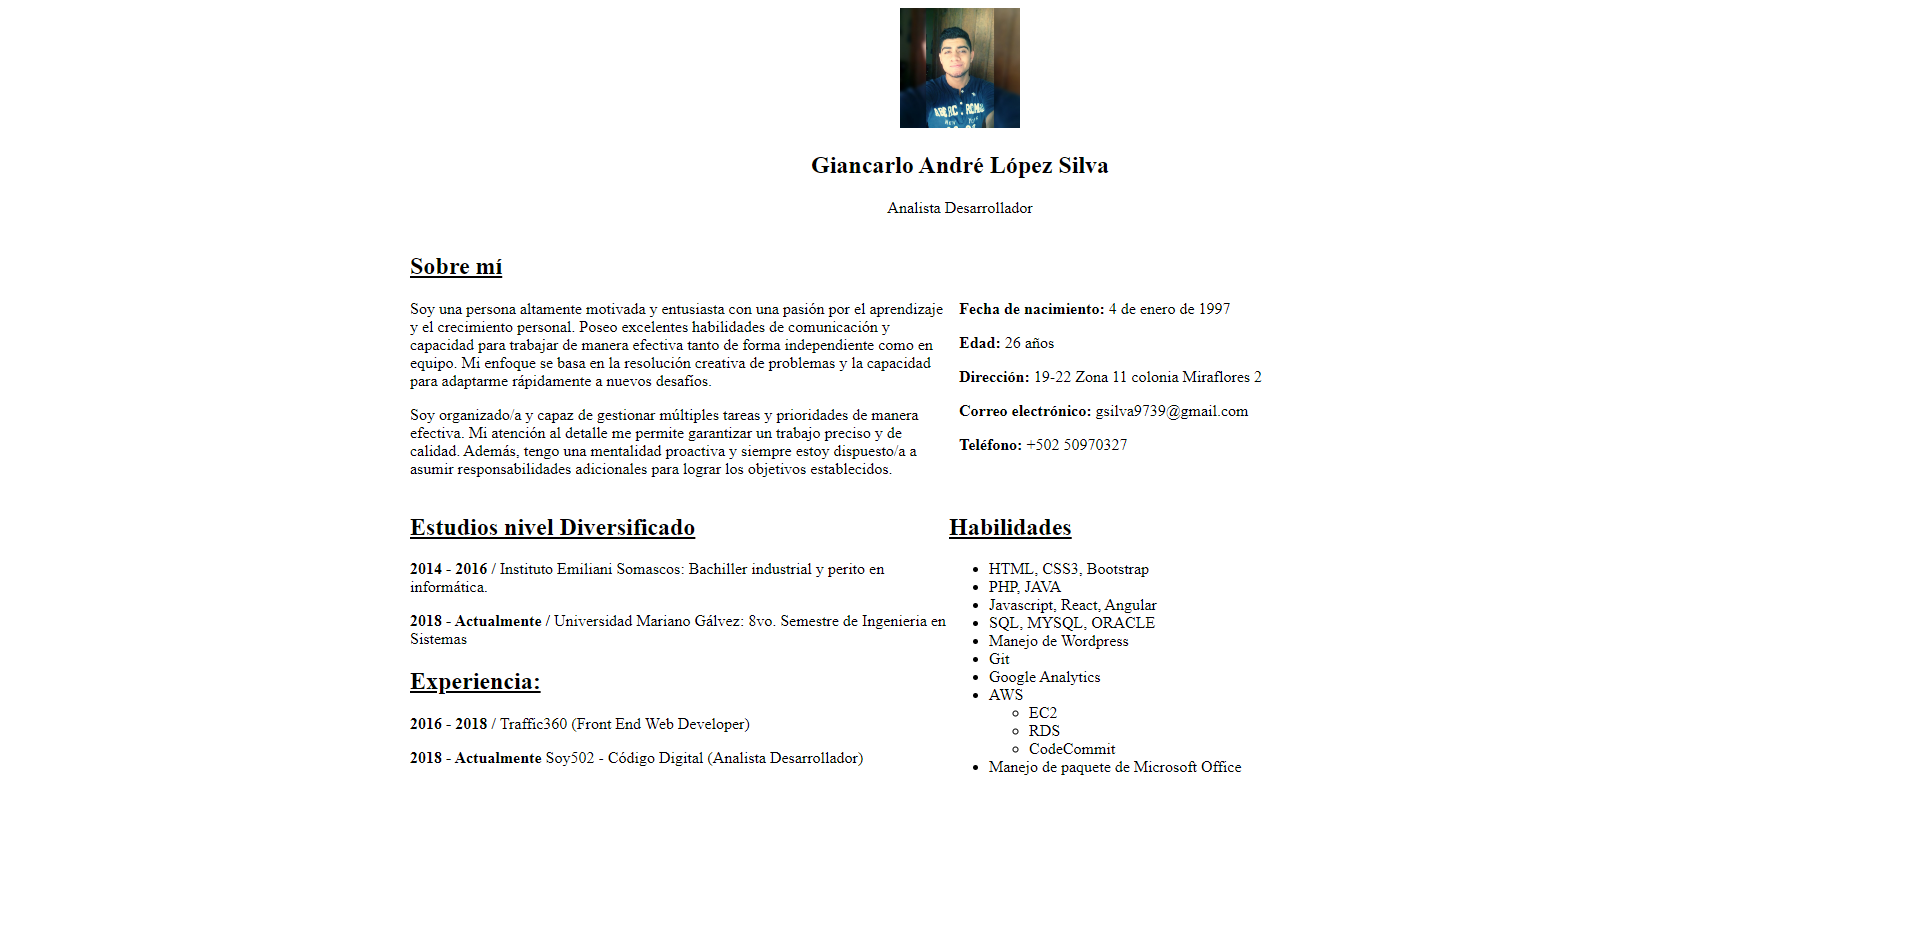 Giancarlo André López Silva
Analista Desarrollador
Sobre mí
Soy una persona altamente motivada y entusiasta con una pasión por el aprendizaje
y el crecimiento personal. Poseo excelentes habilidades de comunicación y
capacidad para trabajar de manera efectiva tanto de forma independiente como en
equipo. Mi enfoque se basa en la resolución creativa de problemas y la capacidad
para adaptarme rápidamente a nuevos desafíos.
Soy organizado/a y capaz de gestionar múltiples tareas y prioridades de manera
efectiva. Mi atención al detalle me permite garantizar un trabajo preciso y de
calidad. Además, tengo una mentalidad proactiva y siempre estoy dispuesto/a a
asumir responsabilidades adicionales para lograr los objetivos establecidos.
Fecha de nacimiento: 4 de enero de 1997
Edad: 26 años
Dirección: 19-22 Zona 11 colonia Miraflores 2
Correo electrónico: gsilva9739@gmail.com
Teléfono: +502 50970327
Estudios nivel Diversificado
2014 - 2016 / Instituto Emiliani Somascos: Bachiller industrial y perito en
informática.
2018 - Actualmente / Universidad Mariano Gálvez: 8vo. Semestre de Ingenieria en
Sistemas
Experiencia:
2016 - 2018 / Traffic360 (Front End Web Developer)
2018 - Actualmente Soy502 - Código Digital (Analista Desarrollador)
Habilidades
HTML, CSS3, Bootstrap
PHP, JAVA
Javascript, React, Angular
SQL, MYSQL, ORACLE
Manejo de Wordpress
Git
Google Analytics
AWS
EC2
RDS
CodeCommit
Manejo de paquete de Microsoft Office